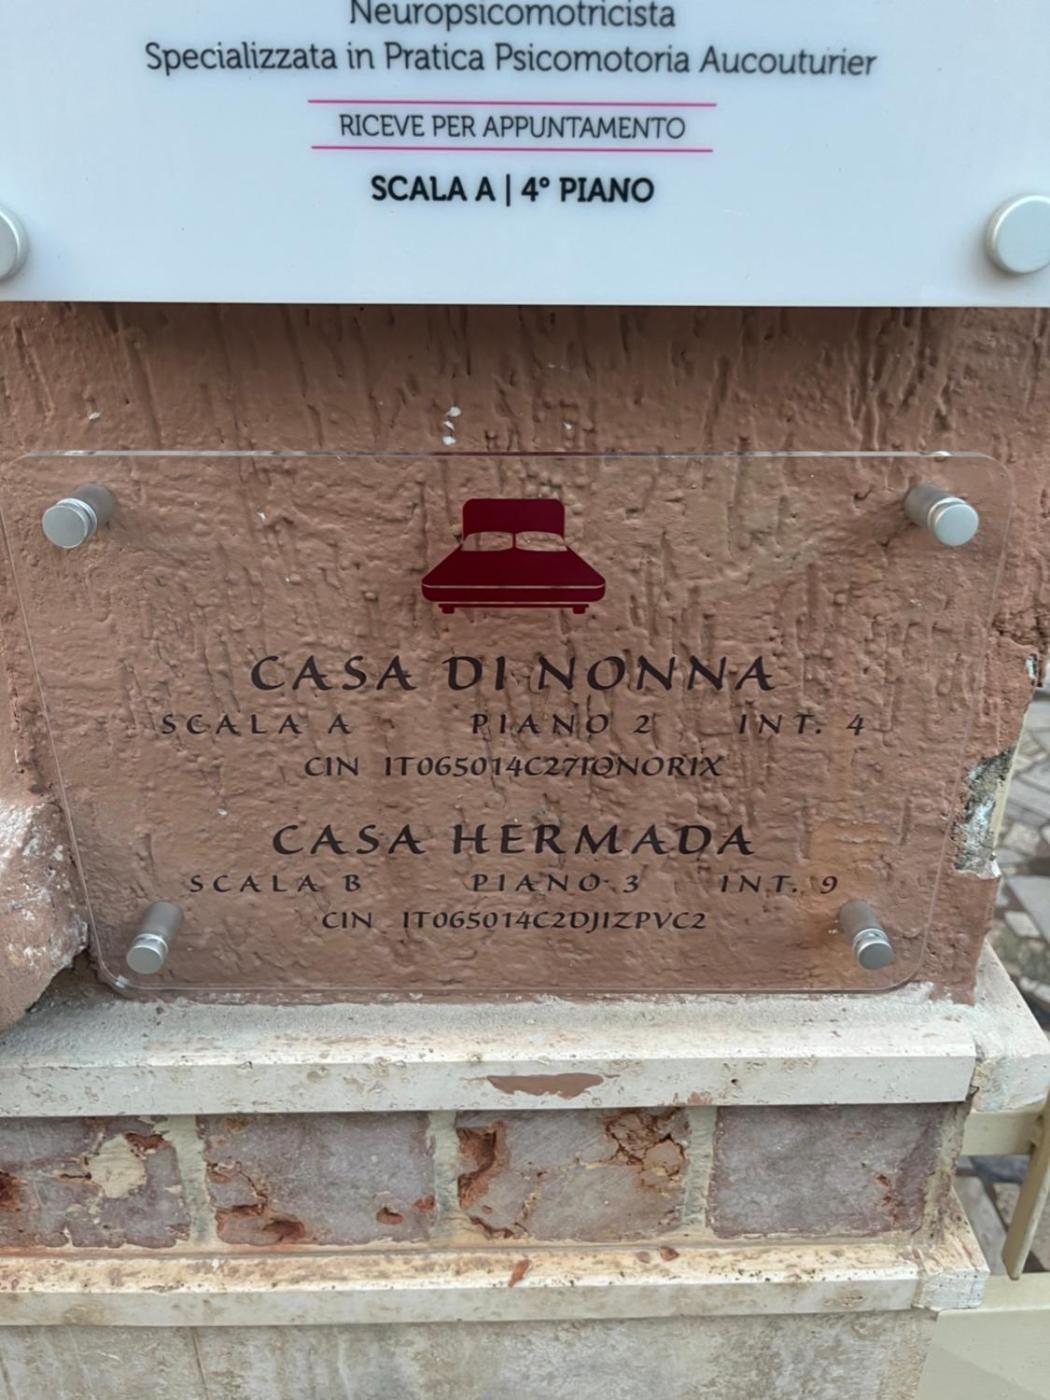 Neuropsicomotricista
Specializzata in Pratica Psicomotoria Aucouturier
RICEVE PER APPUNTAMENTO
SCALA A | 4° PIANO
CASA DI NONNA
SCALA A PIANO 2 INT. 4
CIN IT065014C27IQNORIX
CASA HERMADA
SCALA B PIANO 3 INT. 9
CIN IT065014C2DJIZPVC2